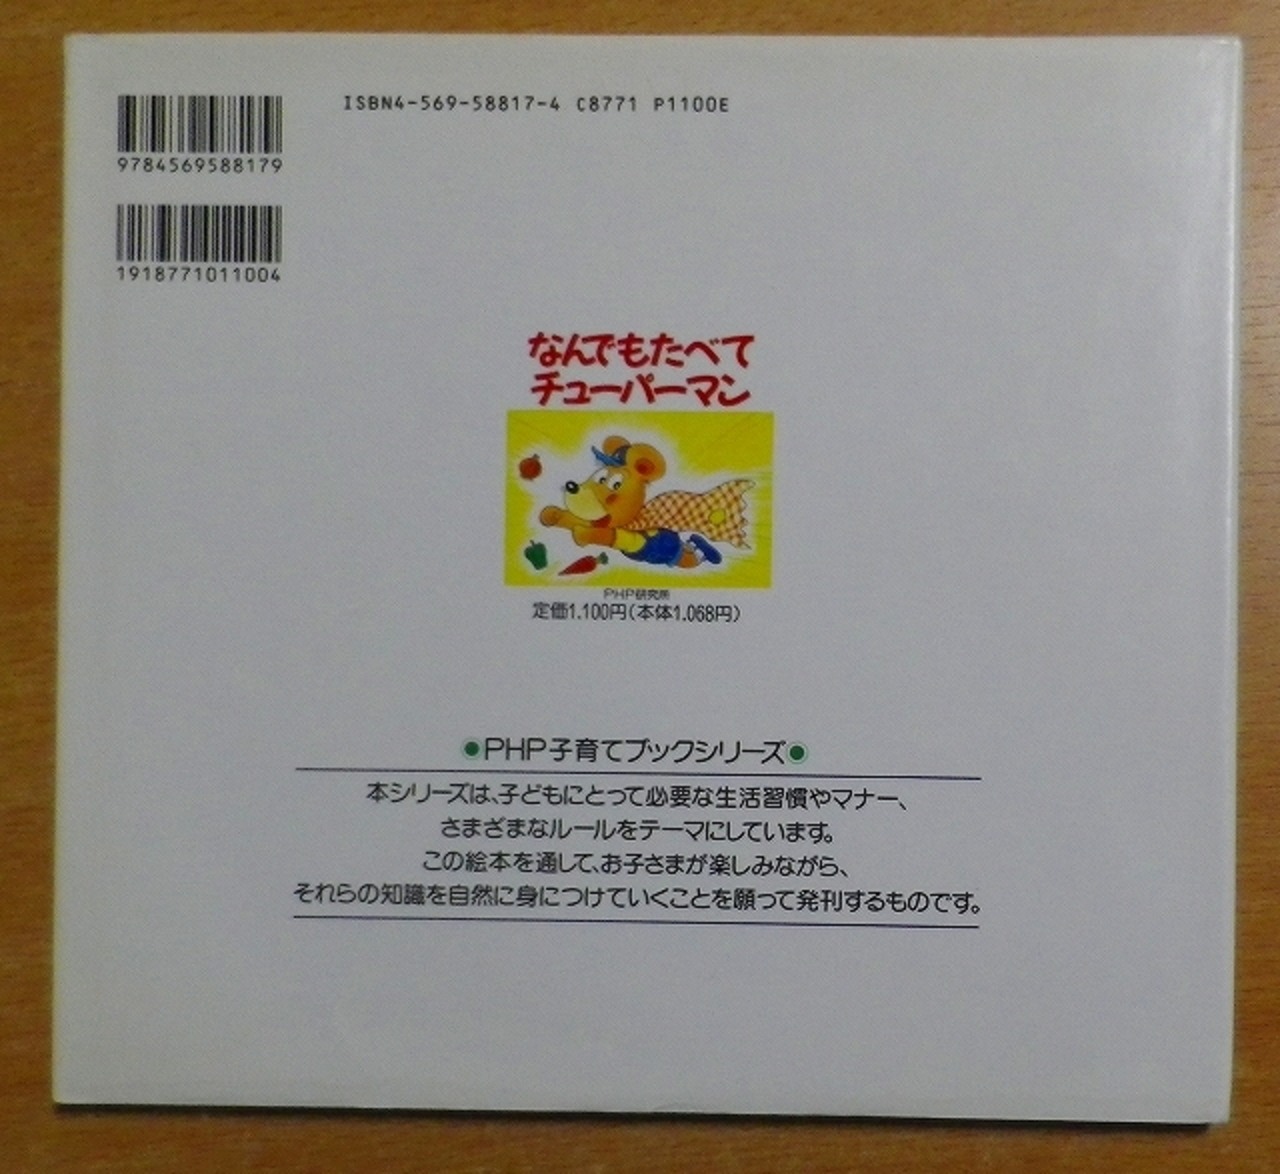 ISBN4-569-58817-4 C8771 P1100E
9784569588179
1918771011004
なんでもたべて
チューパーマン
PHP研究所
定価1.100円(本体1.068円)
●PHP子育てブックシリーズ●
本シリーズは、子どもにとって必要な生活習慣やマナー、
さまざまなルールをテーマにしています。
この絵本を通して、お子さまが楽しみながら、
それらの知識を自然に身につけていくことを願って発刊するものです。